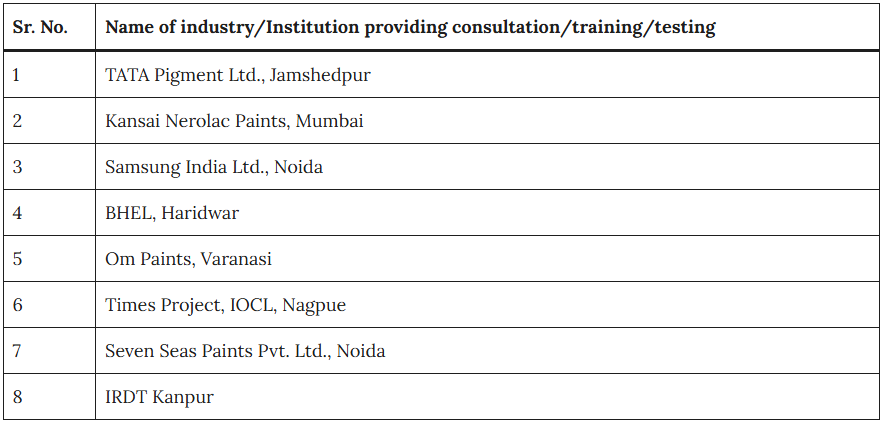 Sr. No. Name of industry/Institution providing consultation/training/testing
1 TATA Pigment Ltd., Jamshedpur
2 Kansai Nerolac Paints, Mumbai
3 Samsung India Ltd., Noida
4 BHEL, Haridwar
5 Om Paints, Varanasi
6 Times Project, IOCL, Nagpue
7 Seven Seas Paints Pvt. Ltd., Noida
8 IRDT Kanpur